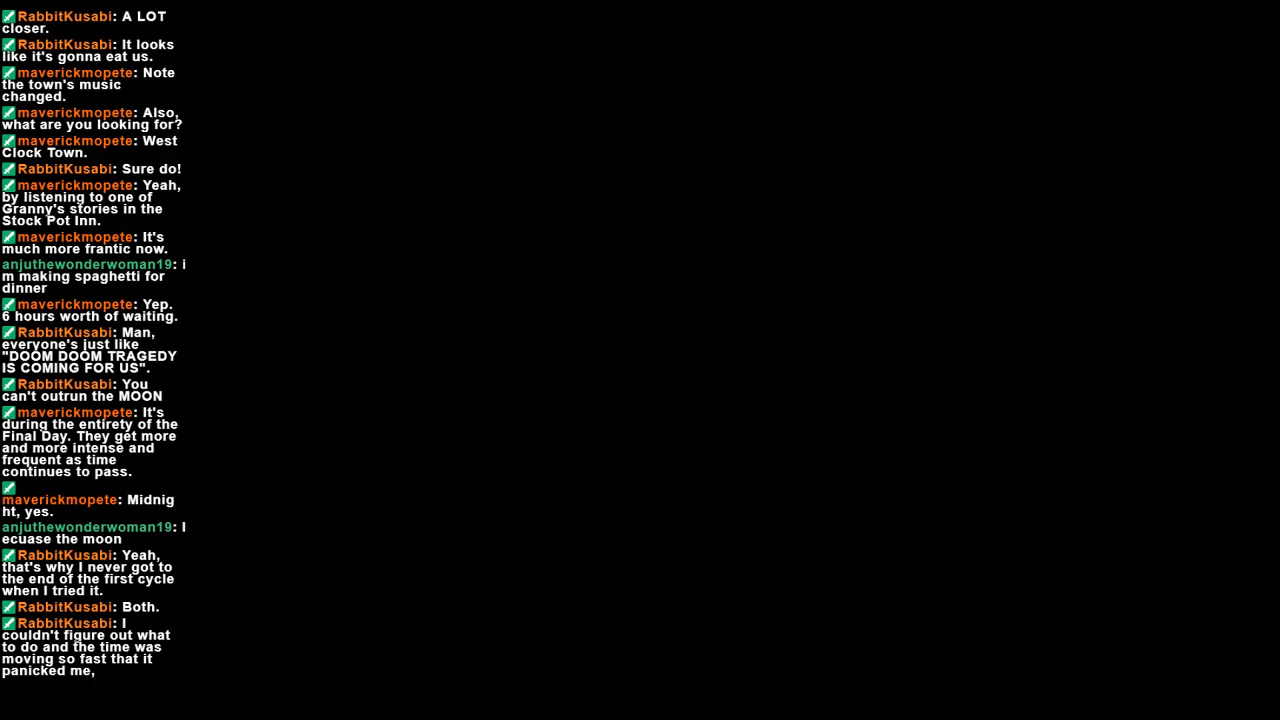 RabbitKusabi: A LOT
closer.
RabbitKusabi: It looks
like it's gonna eat us.
maverickmopete: Note
the town's music
changed.
maverickmopete: Also,
what are you looking for?
maverickmopete: West
Clock Town.
RabbitKusabi: Sure do!
maverickmopete: Yeah,
by listening to one of
Granny's stories in the
Stock Pot Inn.
maverickmopete: It's
much more frantic now.
anjuthewonderwoman19: i
m making spaghetti for
dinner
maverickmopete: Yep.
6 hours worth of waiting.
RabbitKusabi: Man,
everyone's just like
"DOOM DOOM TRAGEDY
IS COMING FOR US".
RabbitKusabi: You
can't outrun the MOON
maverickmopete: It's
during the entirety of the
Final Day. They get more
and more intense and
frequent as time
continues to pass.
maverickmopete: Midnig
ht, yes.
anjuthewonderwoman19: I
ecuase the moon
RabbitKusabi: Yeah,
that's why I never got to
the end of the first cycle
when I tried it.
RabbitKusabi: Both.
RabbitKusabi: I
couldn't figure out what
to do and the time was
moving so fast that it
panicked me,